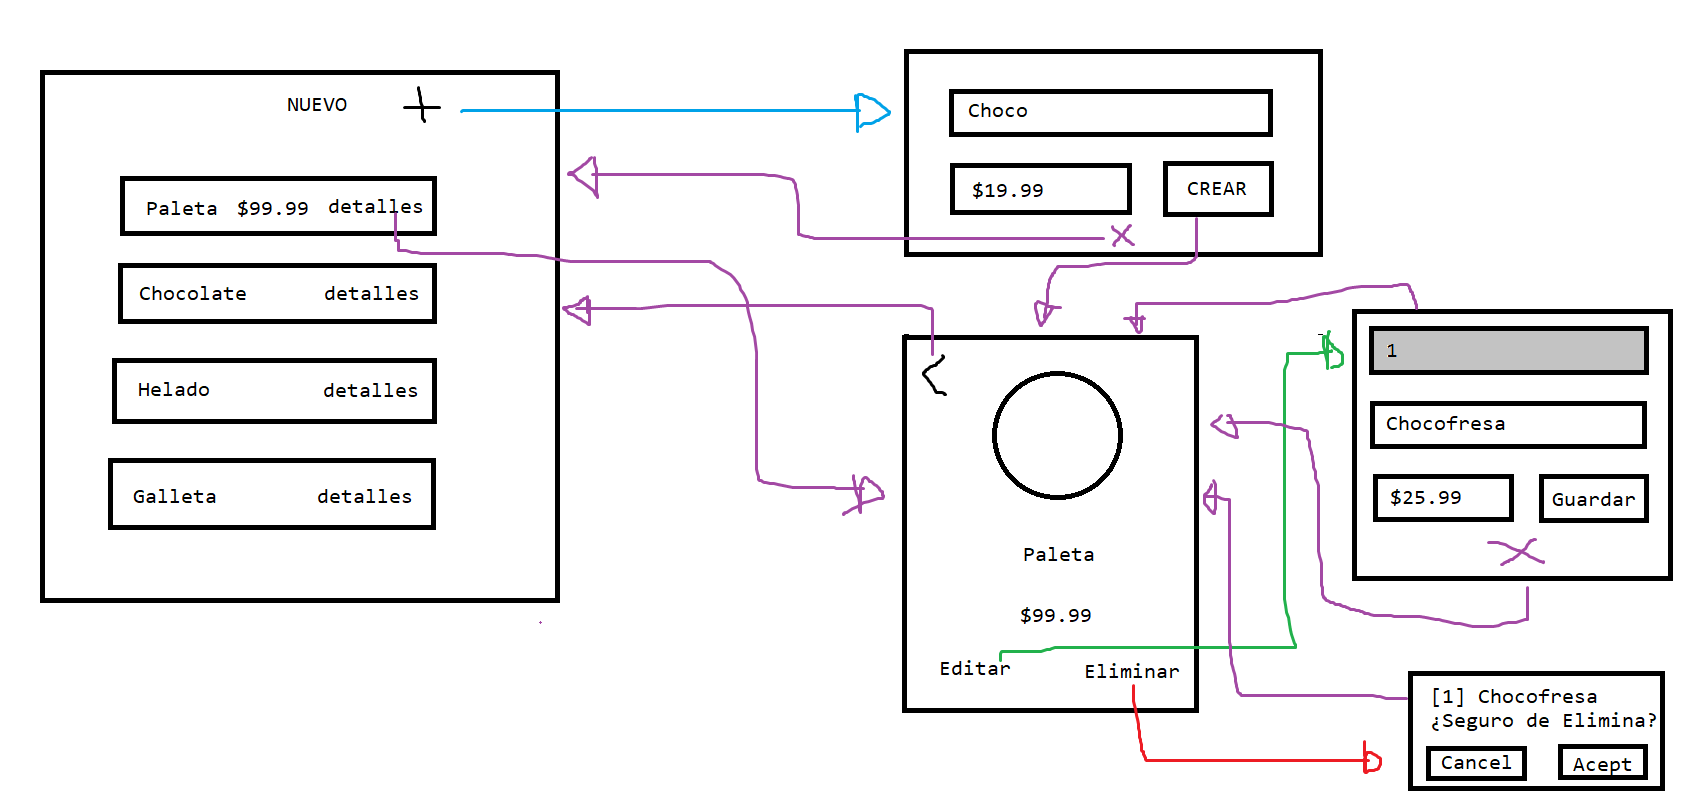 NUEVO
Paleta $99.99 detalles
Chocolate detalles
Helado detalles
Galleta detalles
Choco
$19.99 CREAR
Paleta
$99.99
Editar Eliminar
1
Chocofresa
$25.99 Guardar
[1] Chocofresa
¿Seguro de Elimina?
Cancel Acept